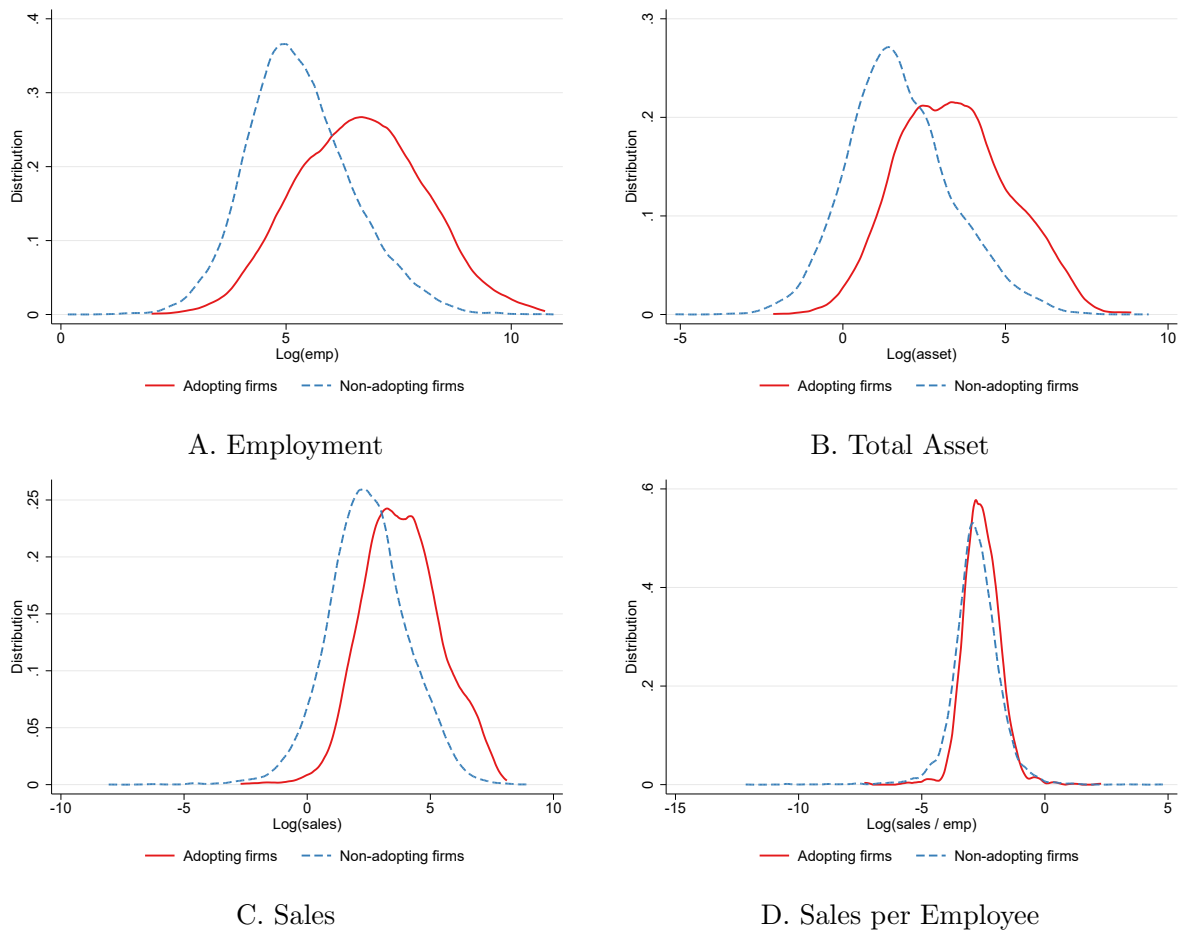 .4
.3
.2
.1
0
Distribution
0 5 10
Log(emp)
Adopting firms Non-adopting firms
A. Employment
.3
.2
.1
0
Distribution
-5 0 5 10
Log(asset)
Adopting firms Non-adopting firms
B. Total Asset
.25
.2
.15
.1
.05
0
Distribution
-10 -5 0 5 10
Log(sales)
Adopting firms Non-adopting firms
C. Sales
.6
.4
.2
0
Distribution
-15 -10 -5 0 5
Log(sales / emp)
Adopting firms Non-adopting firms
D. Sales per Employee